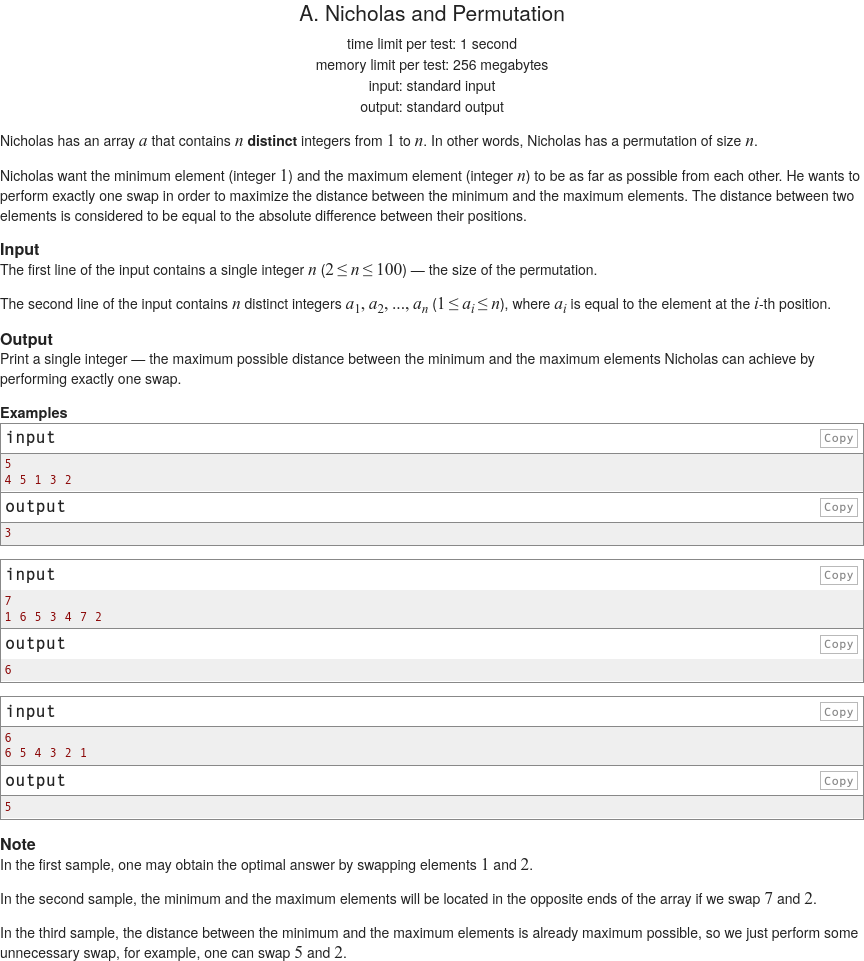 A. Nicholas and Permutation
time limit per test: 1 second
memory limit per test: 256 megabytes
input: standard input
output: standard output
Nicholas has an array a that contains n distinct integers from 1 to n. In other words, Nicholas has a permutation of size n.
Nicholas want the minimum element (integer 1) and the maximum element (integer n) to be as far as possible from each other. He wants to
perform exactly one swap in order to maximize the distance between the minimum and the maximum elements. The distance between two
elements is considered to be equal to the absolute difference between their positions.
Input
The first line of the input contains a single integer n (2 ≤ n ≤ 100) — the size of the permutation.
The second line of the input contains n distinct integers a1, a2, ..., an (1 ≤ ai ≤ n), where ai is equal to the element at the i-th position.
Output
Print a single integer — the maximum possible distance between the minimum and the maximum elements Nicholas can achieve by
performing exactly one swap.
Examples
input Copy
5
4 5 1 3 2
output Copy
3
input Copy
7
1 6 5 3 4 7 2
output Copy
6
input Copy
6
6 5 4 3 2 1
output Copy
5
Note
In the first sample, one may obtain the optimal answer by swapping elements 1 and 2.
In the second sample, the minimum and the maximum elements will be located in the opposite ends of the array if we swap 7 and 2.
In the third sample, the distance between the minimum and the maximum elements is already maximum possible, so we just perform some
unnecessary swap, for example, one can swap 5 and 2.